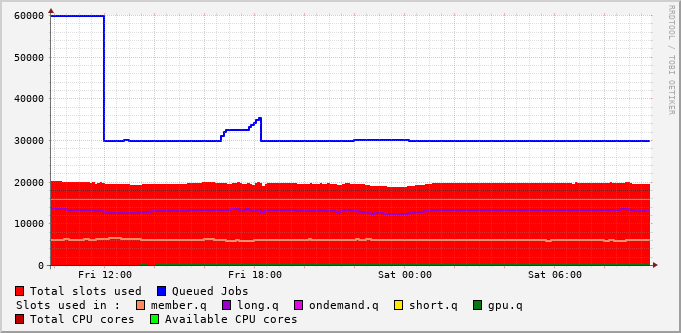 60000
50000
40000
30000
20000
10000
0
Fri 12:00 Fri 18:00 Sat 00:00 Sat 06:00
Total slots used Queued Jobs
Slots used in : member.q long.q ondemand.q short.q gpu.q
Total CPU cores Available CPU cores
RRDTOOL / TOBI OETIKER